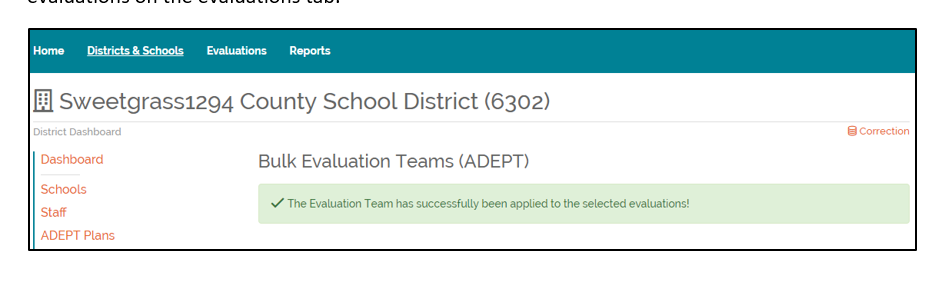 evaluations on the evaluations tab.
Home Districts & Schools Evaluations Reports
Sweetgrass1294 County School District (6302)
District Dashboard Correction
Dashboard
Bulk Evaluation Teams (ADEPT)
Schools
The Evaluation Team has successfully been applied to the selected evaluations!
Staff
ADEPT Plans